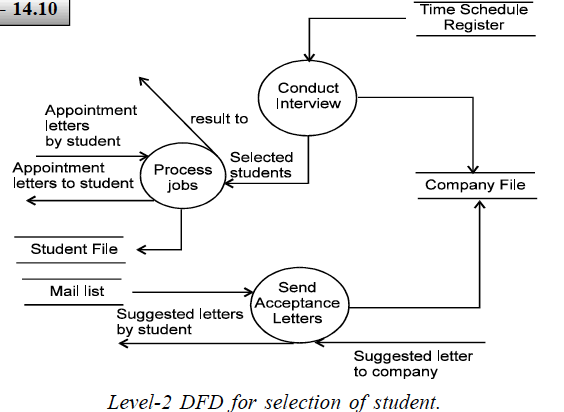 – 14.10
Time Schedule
Register
Conduct
Interview
result to
Appointment
letters
by student
Appointment
letters to student
Process
jobs
Selected
students
Company File
Student File
Mail list
Send
Acceptance
Letters
Suggested letters
by student
Suggested letter
to company
Level-2 DFD for selection of student.